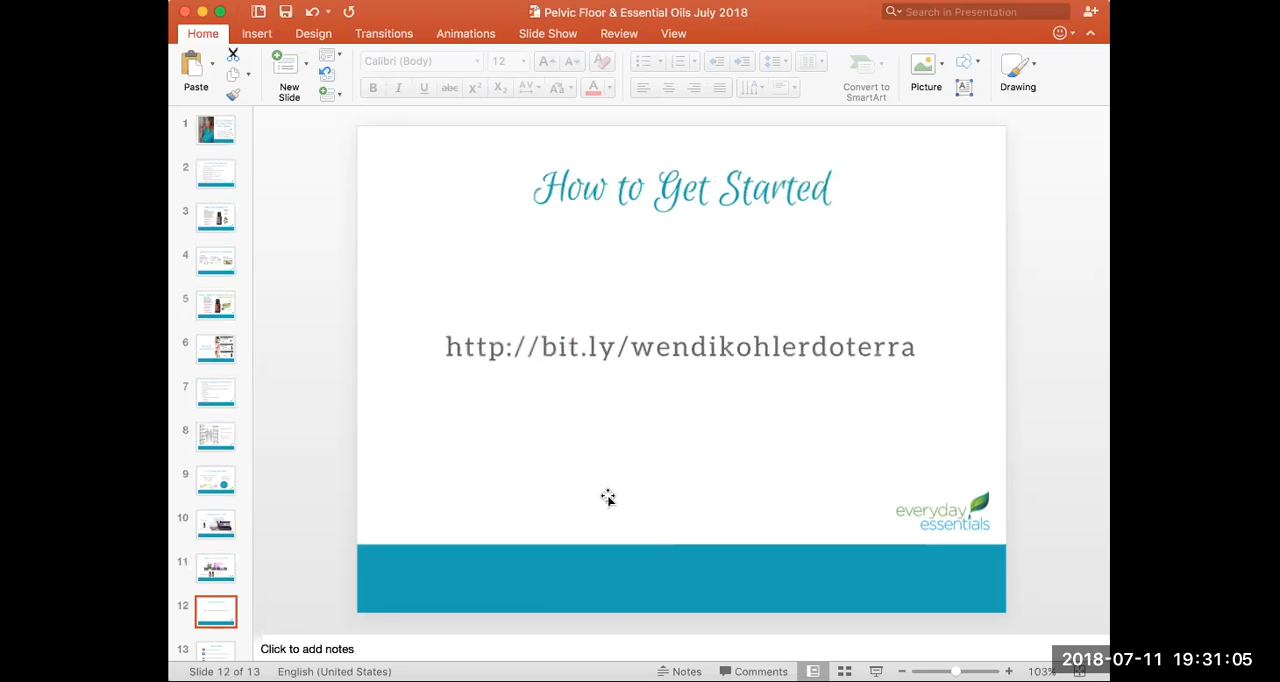 Pelvic Floor & Essential Oils July 2018
Search in Presentation
Home Insert Design Transitions Animations Slide Show Review View
Paste
New
Slide
Calibri (Body) 12
Convert to
SmartArt
Picture
Drawing
1
2
3
4
5
6
7
8
9
10
11
12
13
How to Get Started
http://bit.ly/wendikohlerdoterra
everyday
essentials
Click to add notes
Slide 12 of 13 English (United States) Notes Comments 103%
2018-07-11 19:31:05